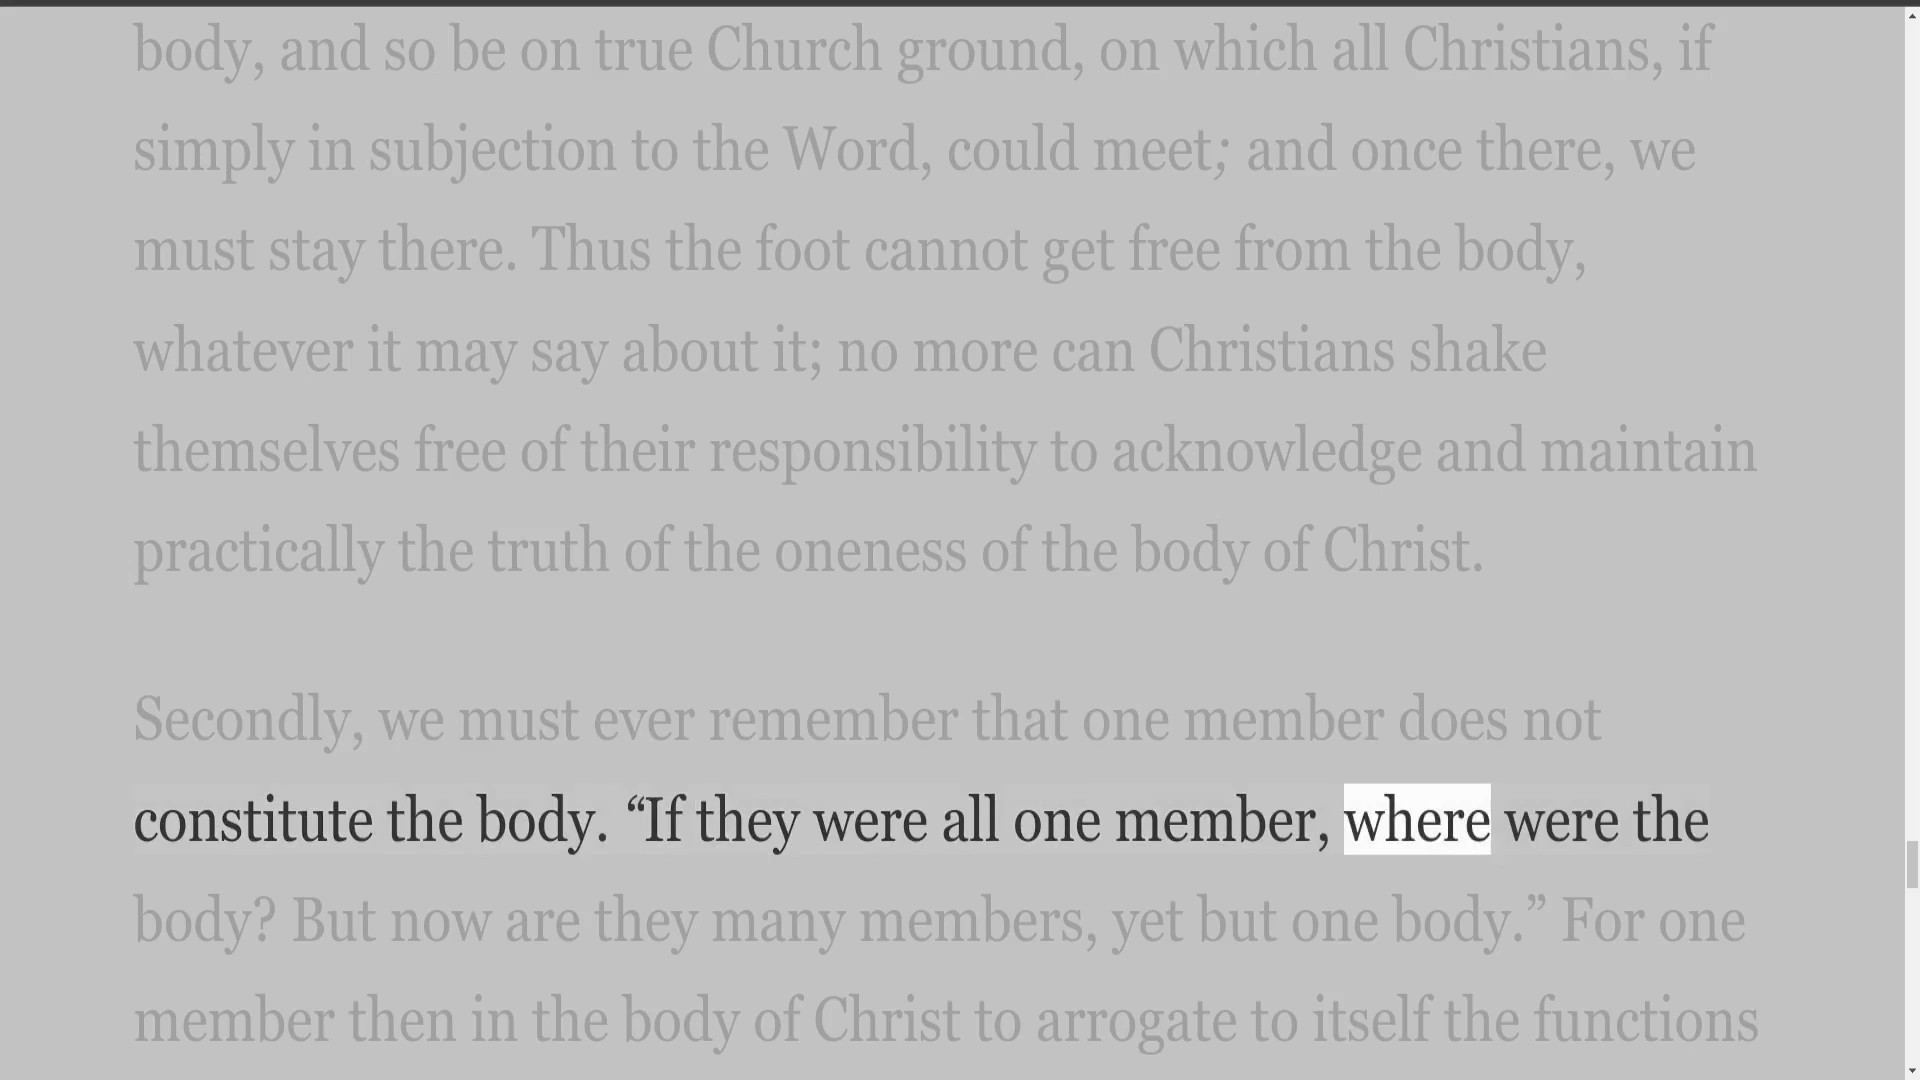 body, and so be on true Church ground, on which all Christians, if
simply in subjection to the Word, could meet; and once there, we
must stay there. Thus the foot cannot get free from the body,
whatever it may say about it; no more can Christians shake
themselves free of their responsibility to acknowledge and maintain
practically the truth of the oneness of the body of Christ.
Secondly, we must ever remember that one member does not
constitute the body. “If they were all one member, where were the
body? But now are they many members, yet but one body.” For one
member then in the body of Christ to arrogate to itself the functions